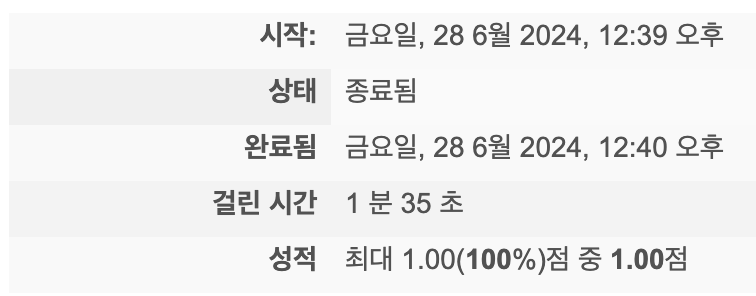 시작: 금요일, 28 6월 2024, 12:39 오후
상태 종료됨
완료됨 금요일, 28 6월 2024, 12:40 오후
걸린 시간 1 분 35 초
성적 최대 1.00(100%)점 중 1.00점